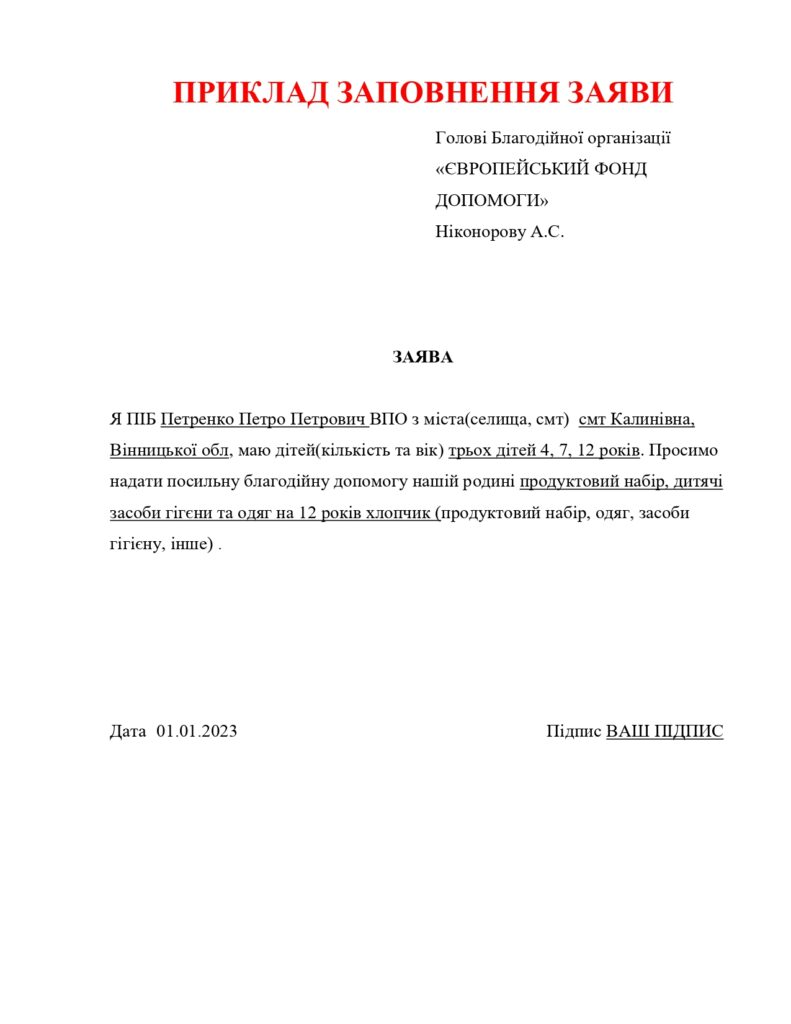 ПРИКЛАД ЗАПОВНЕННЯ ЗАЯВИ
Голові Благодійної організації
«ЄВРОПЕЙСЬКИЙ ФОНД
ДОПОМОГИ»
Ніконорову А.С.
ЗАЯВА
Я ПІБ Петренко Петро Петрович ВПО з міста(селища, смт) смт Калинівна,
Вінницької обл, маю дітей(кількість та вік) трьох дітей 4, 7, 12 років. Просимо
надати посильну благодійну допомогу нашій родині продуктовий набір, дитячі
засоби гігєни та одяг на 12 років хлопчик (продуктовий набір, одяг, засоби
гігієну, інше) .
Дата 01.01.2023 Підпис ВАШ ПІДПИС